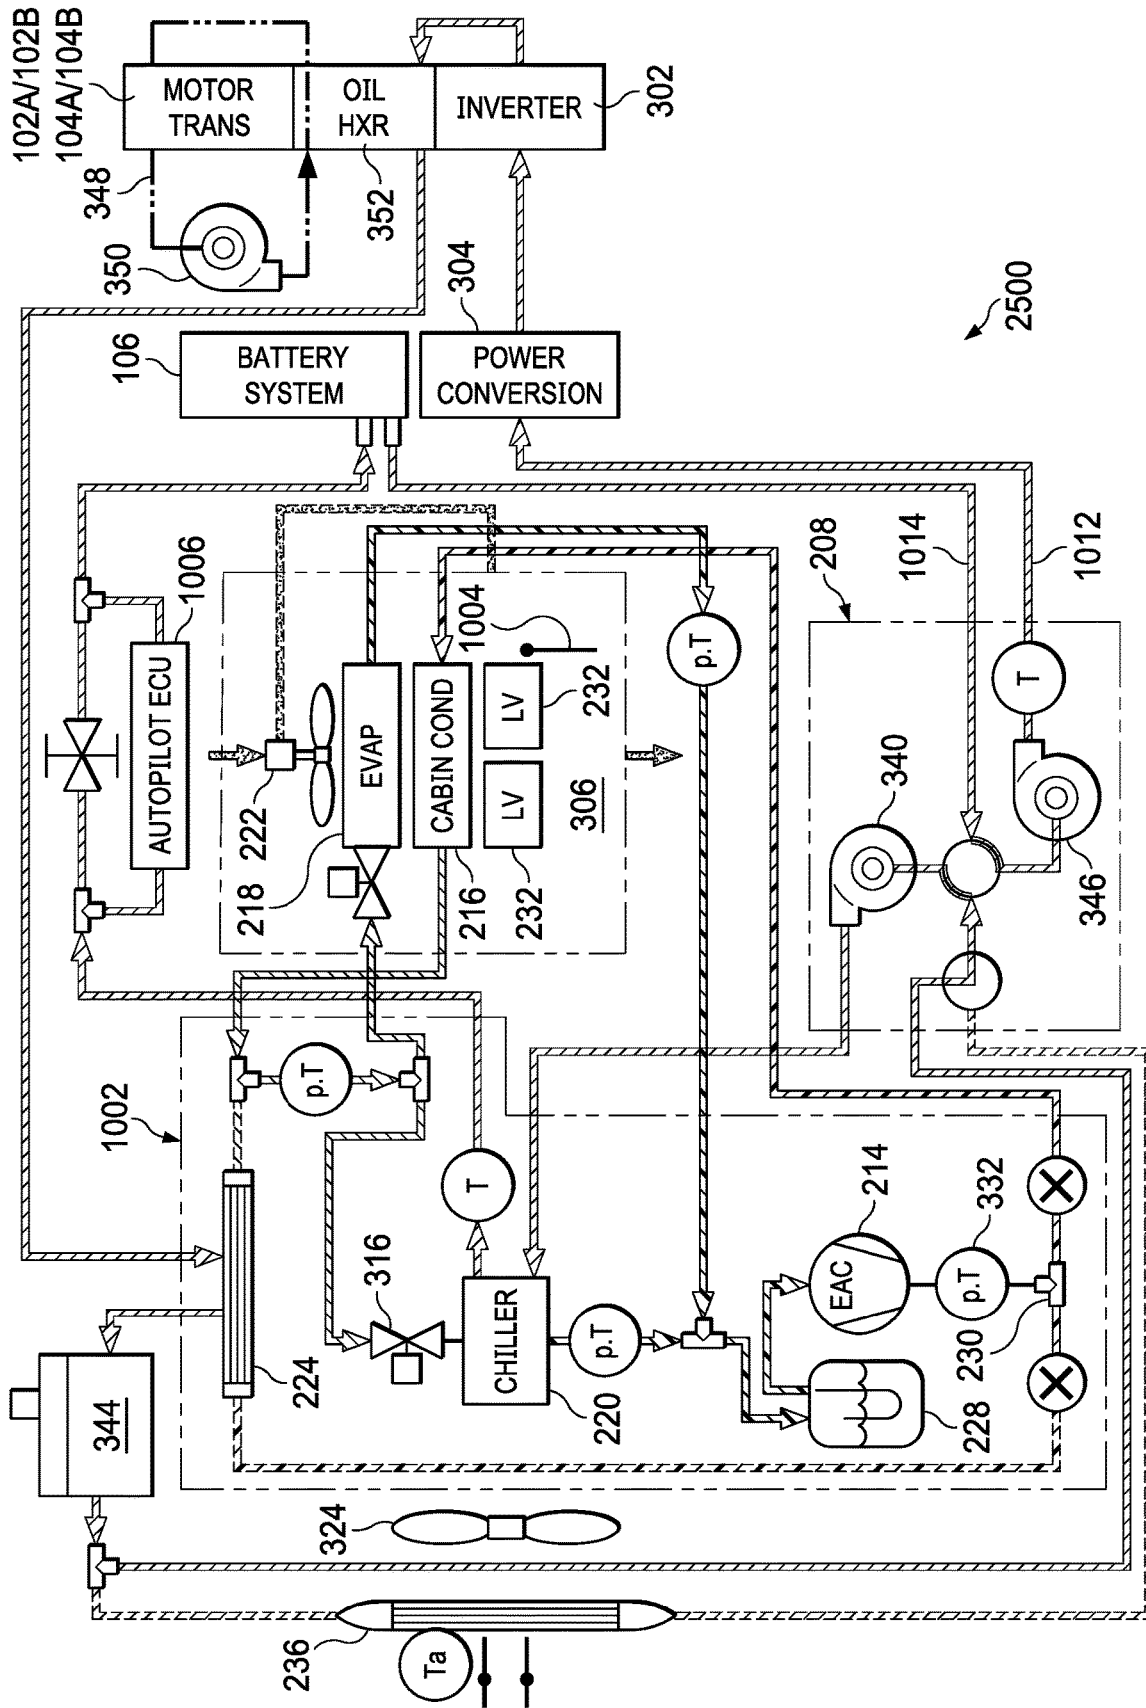 102A/102B
104A/104B
MOTOR
TRANS
OIL
HXR
INVERTER
302
348
350
352
304
106
BATTERY
SYSTEM
POWER
CONVERSION
2500
AUTOPILOT ECU
1006
222
218
EVAP
CABIN COND
216
LV
LV
232
232
1004
306
p.T
208
1014
1012
340
T
346
1002
p.T
T
316
CHILLER
220
p.T
EAC
214
p.T
332
230
228
224
344
324
236
Ta